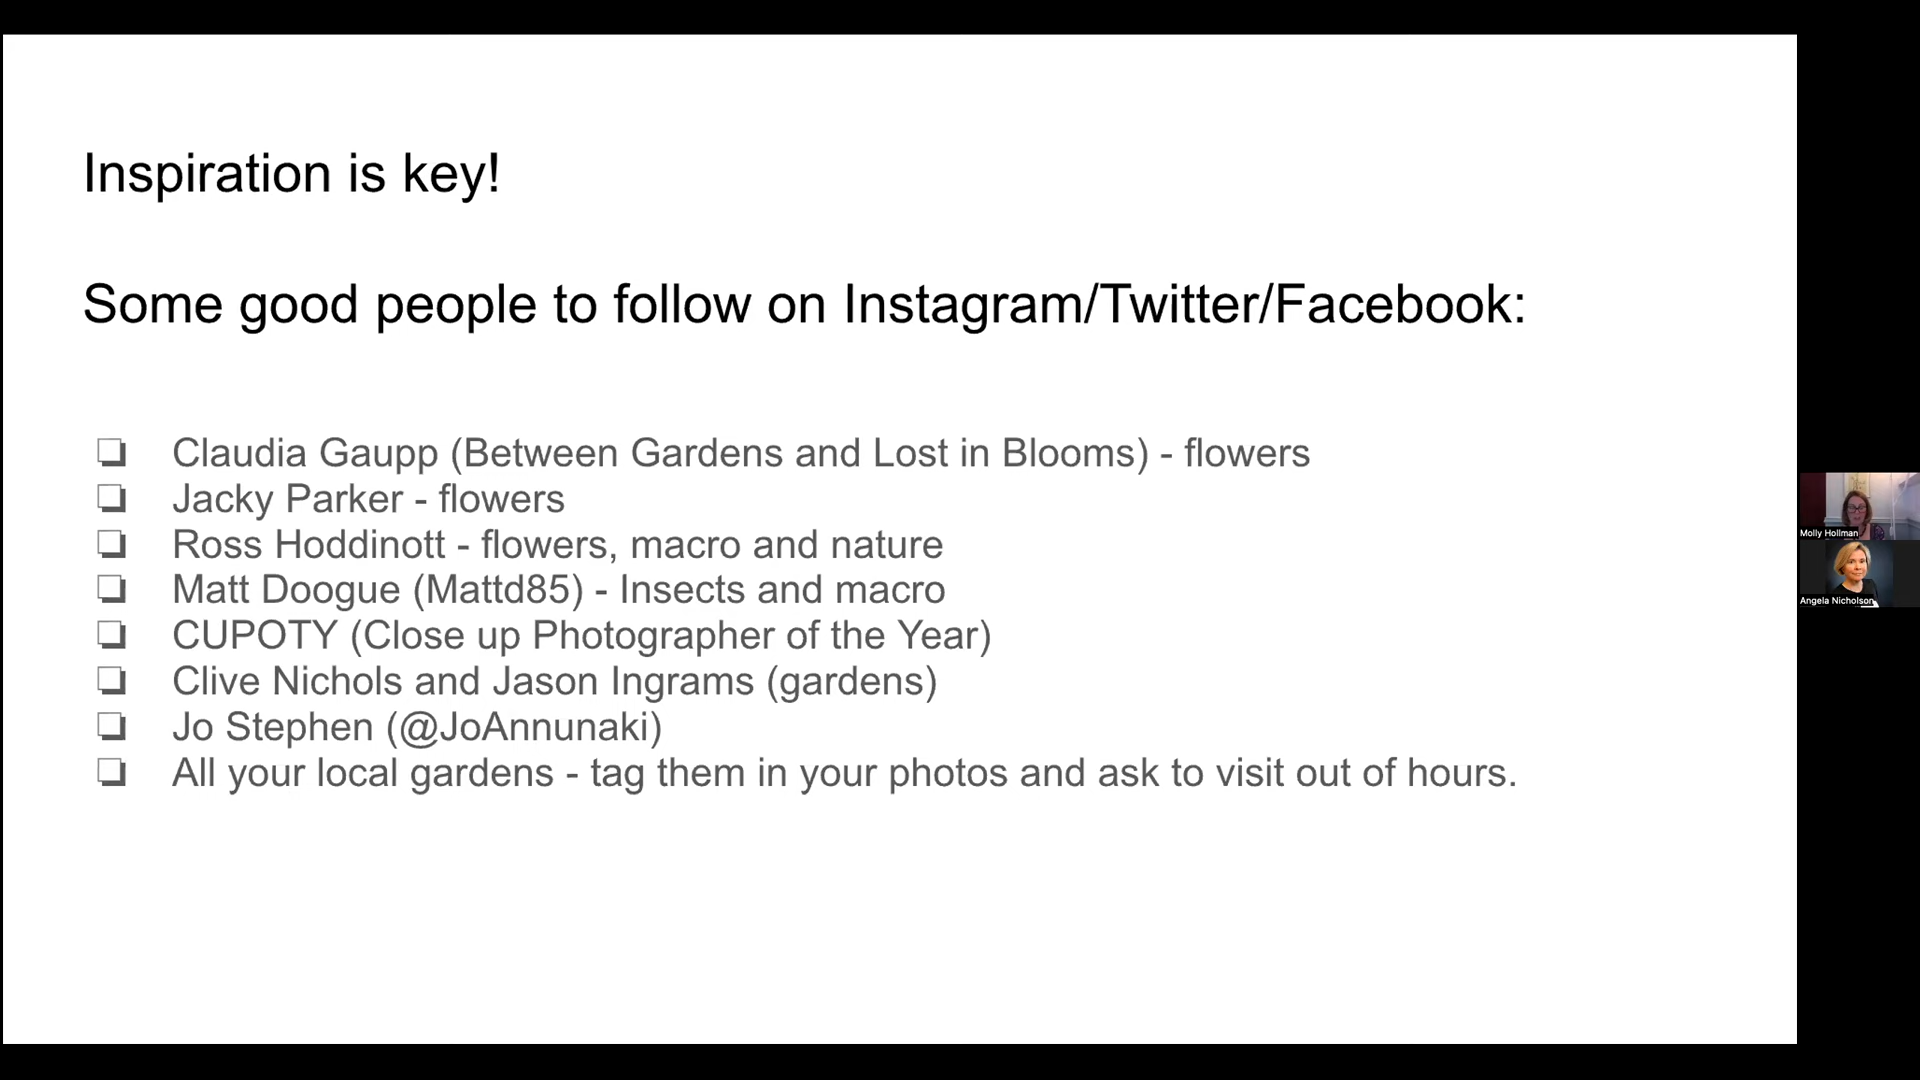 Inspiration is key!
Some good people to follow on Instagram/Twitter/Facebook:
❏ Claudia Gaupp (Between Gardens and Lost in Blooms) - flowers
❏ Jacky Parker - flowers
❏ Ross Hoddinott - flowers, macro and nature
❏ Matt Doogue (Mattd85) - Insects and macro
❏ CUPOTY (Close up Photographer of the Year)
❏ Clive Nichols and Jason Ingrams (gardens)
❏ Jo Stephen (@JoAnnunaki)
❏ All your local gardens - tag them in your photos and ask to visit out of hours.
Molly Hollman
Angela Nicholson